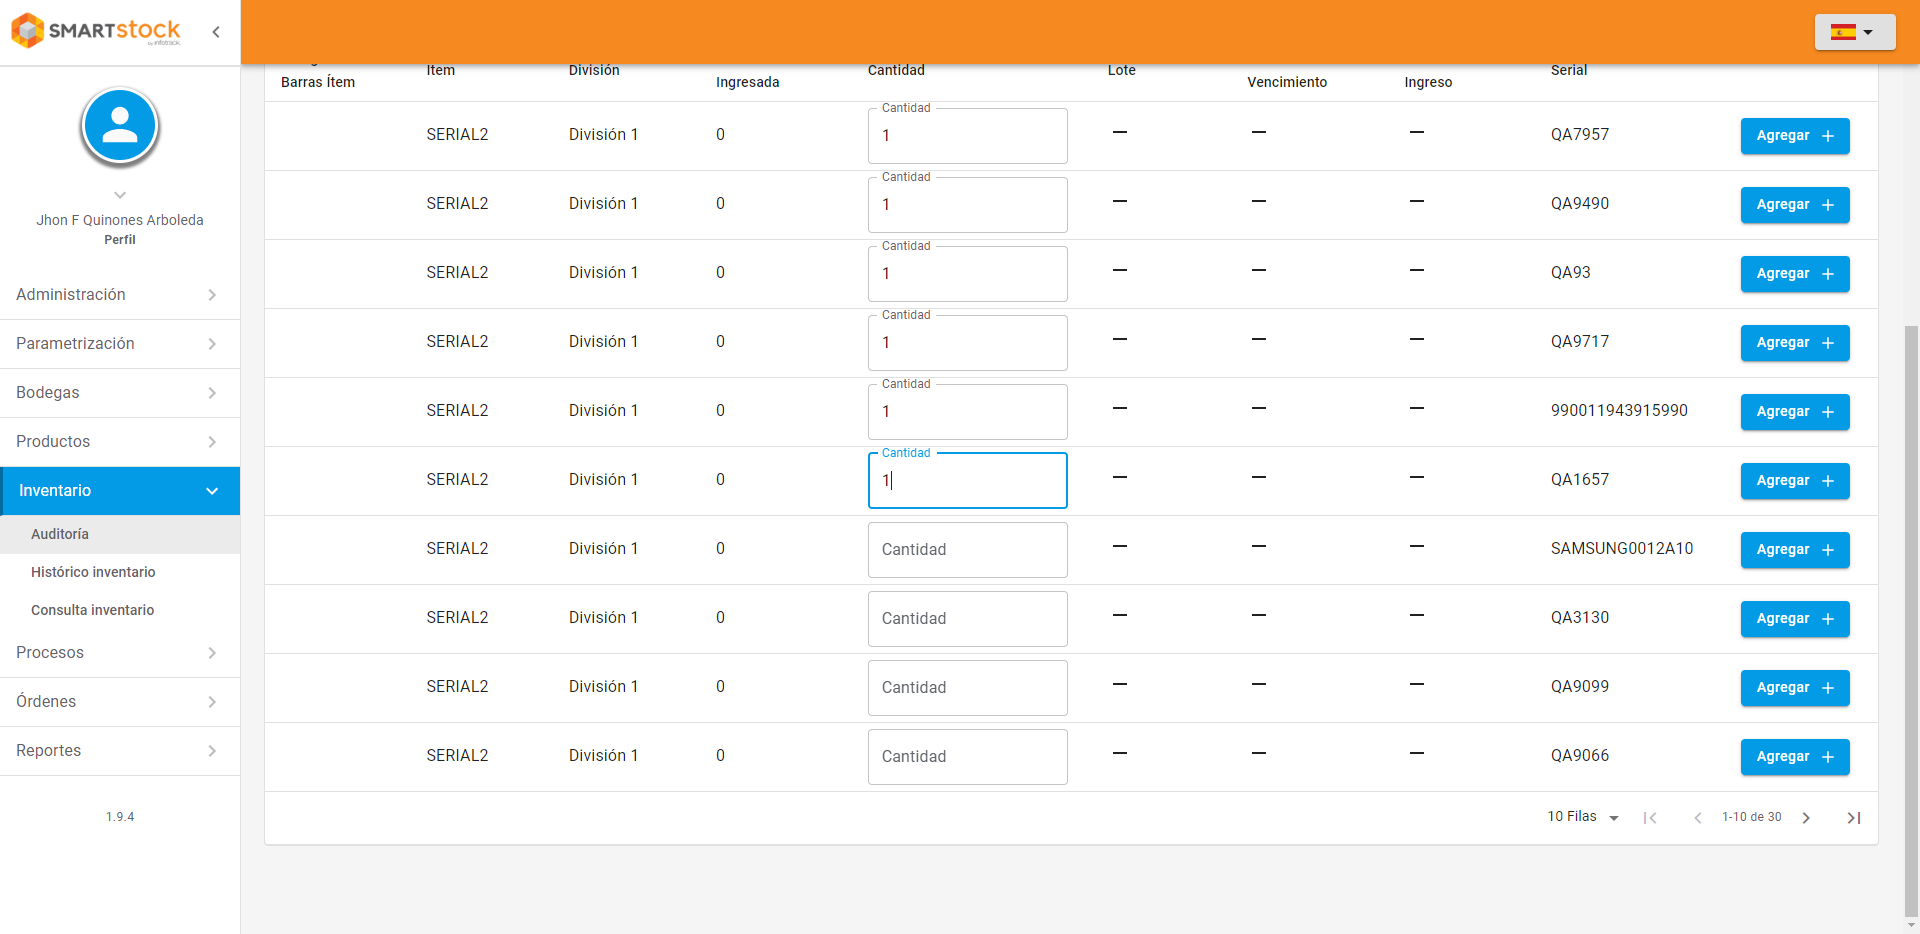 SMARTstock
by infotrack
Item
División
Cantidad
Lote
Serial
Barras Ítem
Ingresada
Vencimiento
Ingreso
Cantidad
SERIAL2 División 1 0 1 — — — QA7957 Agregar +
Cantidad
SERIAL2 División 1 0 1 — — — QA9490 Agregar +
Cantidad
SERIAL2 División 1 0 1 — — — QA93 Agregar +
Cantidad
SERIAL2 División 1 0 1 — — — QA9717 Agregar +
Cantidad
SERIAL2 División 1 0 1 — — — 990011943915990 Agregar +
Cantidad
SERIAL2 División 1 0 1 — — — QA1657 Agregar +
SERIAL2 División 1 0 Cantidad — — — SAMSUNG0012A10 Agregar +
SERIAL2 División 1 0 Cantidad — — — QA3130 Agregar +
SERIAL2 División 1 0 Cantidad — — — QA9099 Agregar +
SERIAL2 División 1 0 Cantidad — — — QA9066 Agregar +
10 Filas 1-10 de 30
Jhon F Quinones Arboleda
Perfil
Administración
Parametrización
Bodegas
Productos
Inventario
Auditoría
Histórico inventario
Consulta inventario
Procesos
Órdenes
Reportes
1.9.4